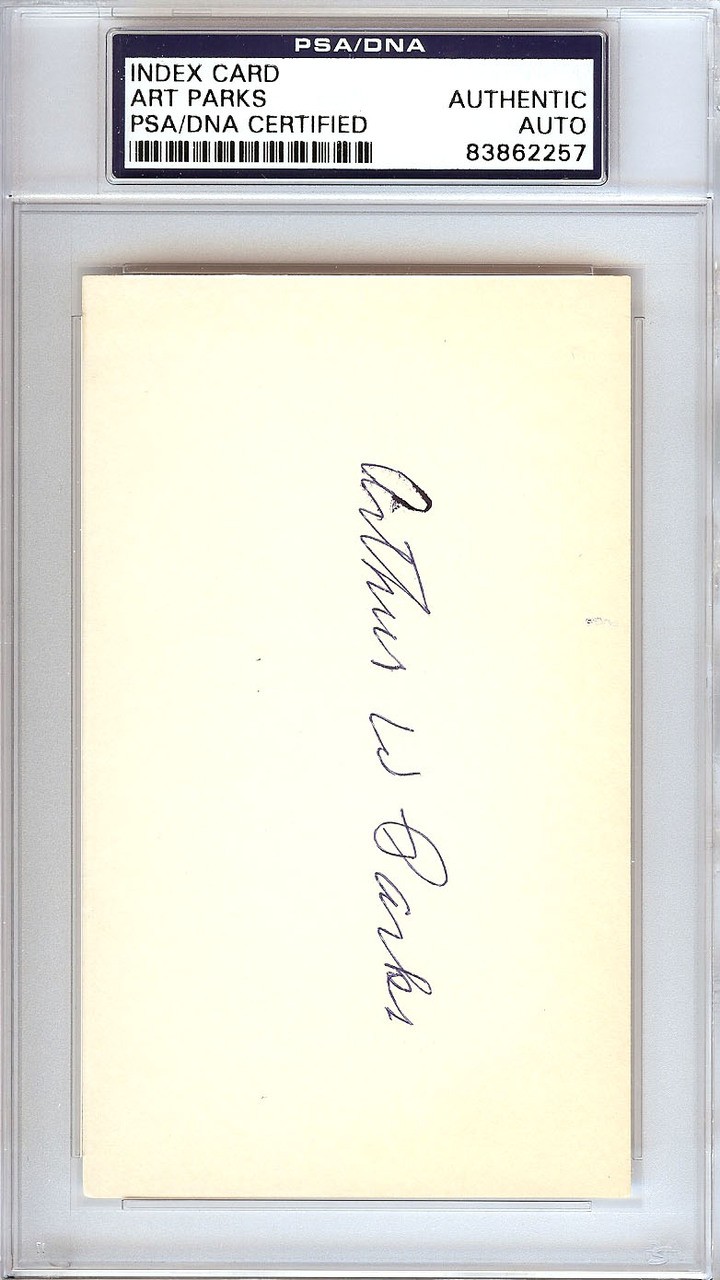 PSA/DNA
INDEX CARD
ART PARKS AUTHENTIC
PSA/DNA CERTIFIED AUTO
83862257
Arthur W Parks